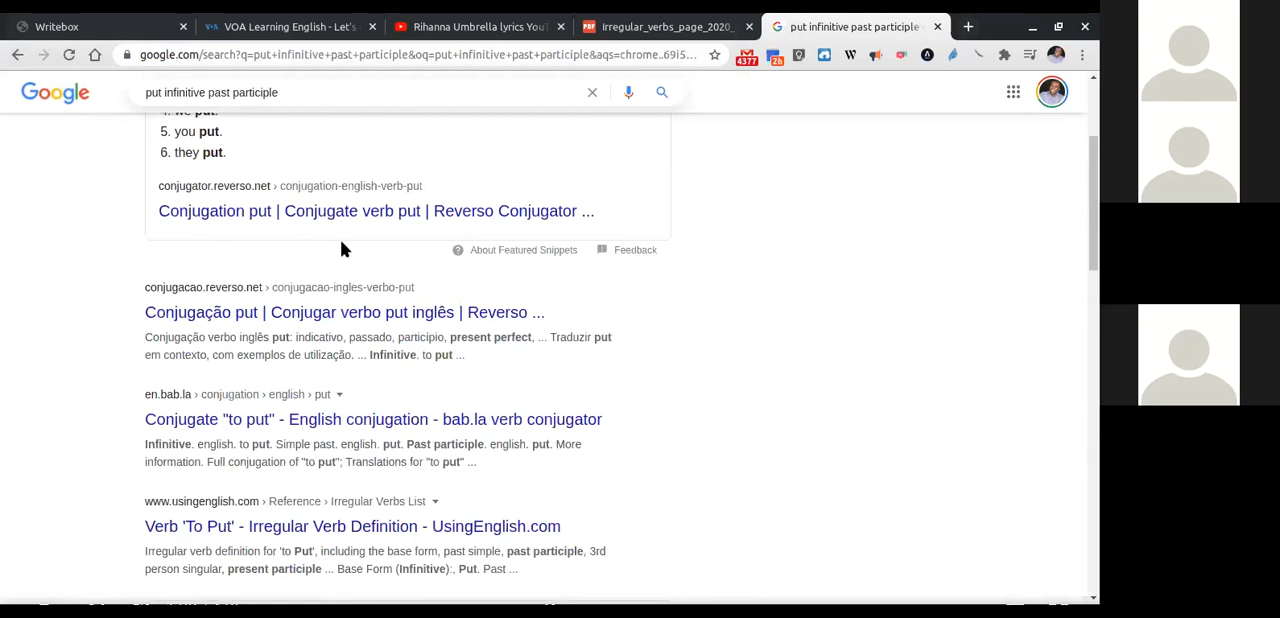 Writebox
VOA Learning English - Let's
Rihanna Umbrella lyrics YouT
Irregular_verbs_page_2020_
put infinitive past participle
google.com/search?q=put+infinitive+past+participle&oq=put+infinitive+past+participle&aqs=chrome..69i5...
4377
2h
Google
put infinitive past participle
4. we put.
5. you put.
6. they put.
conjugator.reverso.net › conjugation-english-verb-put
Conjugation put | Conjugate verb put | Reverso Conjugator ...
About Featured Snippets
Feedback
conjugacao.reverso.net › conjugacao-ingles-verbo-put
Conjugação put | Conjugar verbo put inglês | Reverso ...
Conjugação verbo inglês put: indicativo, passado, participio, present perfect, ... Traduzir put
em contexto, com exemplos de utilização. ... Infinitive. to put ...
en.bab.la › conjugation › english › put
Conjugate "to put" - English conjugation - bab.la verb conjugator
Infinitive. english. to put. Simple past. english. put. Past participle. english. put. More
information. Full conjugation of "to put"; Translations for "to put" ...
www.usingenglish.com › Reference › Irregular Verbs List
Verb 'To Put' - Irregular Verb Definition - UsingEnglish.com
Irregular verb definition for 'to Put', including the base form, past simple, past participle, 3rd
person singular, present participle ... Base Form (Infinitive):, Put. Past ...